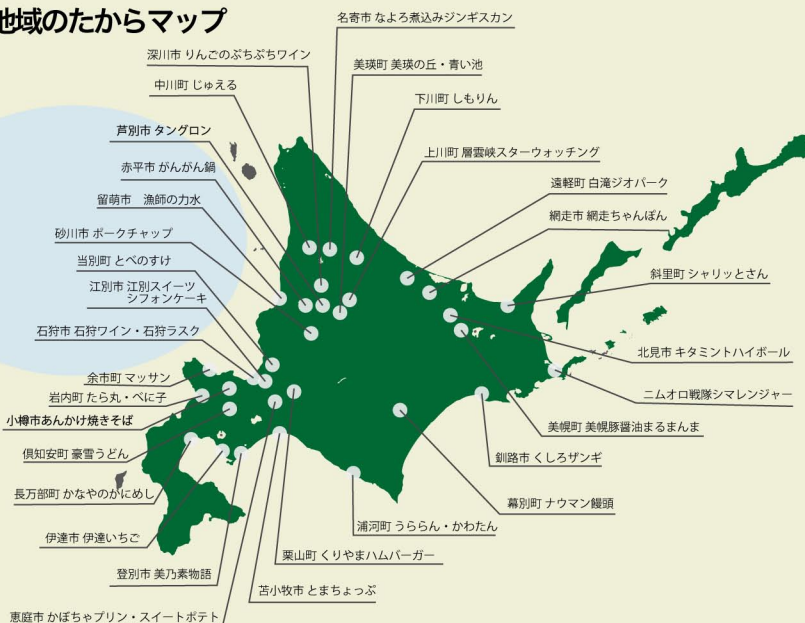 地域のたからマップ
名寄市 なよろ煮込みジンギスカン
深川市 りんごのぷちぷちワイン
美瑛町 美瑛の丘・青い池
中川町 じゅえる
下川町 しもりん
芦別市 タングロン
上川町 層雲峡スターウォッチング
赤平市 がんがん鍋
遠軽町 白滝ジオパーク
留萌市　漁師の力水
網走市 網走ちゃんぽん
砂川市 ポークチャップ
当別町 とべのすけ
斜里町 シャリッとさん
江別市 江別スイーツ
シフォンケーキ
石狩市 石狩ワイン・石狩ラスク
北見市 キタミントハイボール
余市町 マッサン
岩内町 たら丸・べに子
ニムオロ戦隊シマレンジャー
小樽市あんかけ焼きそば
美幌町 美幌豚醤油まるまんま
倶知安町 豪雪うどん
釧路市 くしろザンギ
長万部町 かなやのかにめし
幕別町 ナウマン饅頭
浦河町 うららん・かわたん
伊達市 伊達いちご
栗山町 くりやまハムバーガー
登別市 美乃素物語
苫小牧市 とまちょっぷ
恵庭市 かぼちゃプリン・スイートポテト